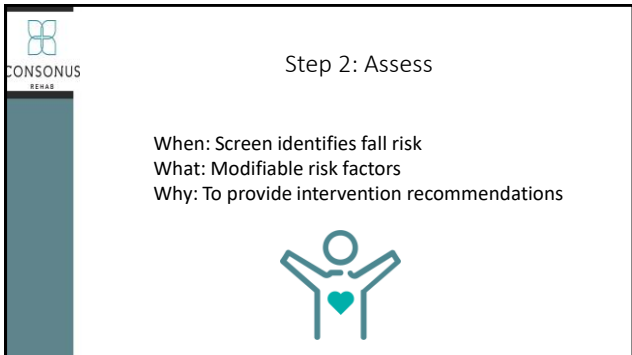 CONSONUS
REHAB
Step 2: Assess
When: Screen identifies fall risk
What: Modifiable risk factors
Why: To provide intervention recommendations